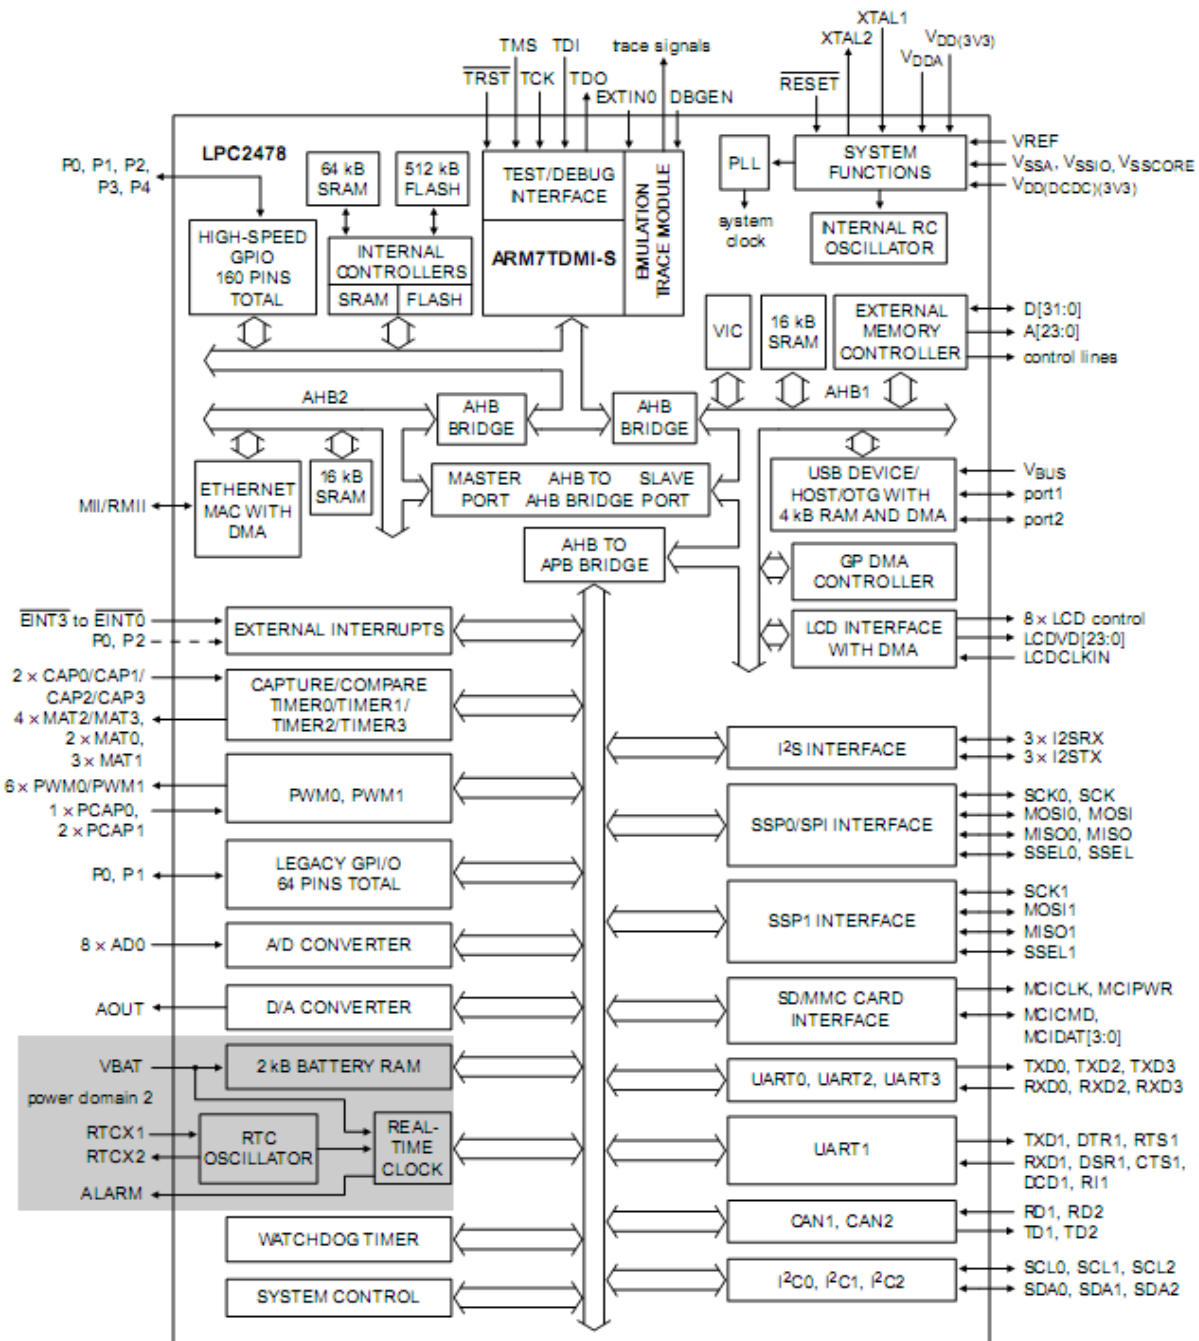 XTAL1
XTAL2
VDD(3V3)
VDDA
TMS
TDI
trace signals
TRST
TCK
TDO
EXTIN0
DBGEN
RESET
LPC2478
P0, P1, P2,
P3, P4
64 kB
SRAM
512 kB
FLASH
TEST/DEBUG
INTERFACE
EMULATION
TRACE MODULE
PLL
SYSTEM
FUNCTIONS
VREF
VSSA, VSSIO, VSSCORE
VDD(DCDC)(3V3)
system
clock
INTERNAL RC
OSCILLATOR
HIGH-SPEED
GPIO
160 PINS
TOTAL
INTERNAL
CONTROLLERS
SRAM
FLASH
ARM7TDMI-S
VIC
16 kB
SRAM
EXTERNAL
MEMORY
CONTROLLER
D[31:0]
A[23:0]
control lines
AHB2
AHB
BRIDGE
AHB
BRIDGE
AHB1
ETHERNET
MAC WITH
DMA
16 kB
SRAM
MASTER
PORT
AHB TO
AHB BRIDGE
SLAVE
PORT
USB DEVICE/
HOST/OTG WITH
4 kB RAM AND DMA
VBUS
port1
port2
MII/RMII
AHB TO
APB BRIDGE
GP DMA
CONTROLLER
EINT3 to EINT0
P0, P2
EXTERNAL INTERRUPTS
LCD INTERFACE
WITH DMA
8 × LCD control
LCDVD[23:0]
LCDCLKIN
2 × CAP0/CAP1/
CAP2/CAP3
4 × MAT2/MAT3,
2 × MAT0,
3 × MAT1
CAPTURE/COMPARE
TIMER0/TIMER1/
TIMER2/TIMER3
I2S INTERFACE
3 × I2SRX
3 × I2STX
6 × PWM0/PWM1
1 × PCAP0,
2 × PCAP1
PWM0, PWM1
SSP0/SPI INTERFACE
SCK0, SCK
MOSI0, MOSI
MISO0, MISO
SSEL0, SSEL
P0, P1
LEGACY GPI/O
64 PINS TOTAL
SSP1 INTERFACE
SCK1
MOSI1
MISO1
SSEL1
8 × AD0
A/D CONVERTER
AOUT
D/A CONVERTER
SD/MMC CARD
INTERFACE
MCICLK, MCIPWR
MCICMD,
MCIDAT[3:0]
VBAT
2 kB BATTERY RAM
power domain 2
UART0, UART2, UART3
TXD0, TXD2, TXD3
RXD0, RXD2, RXD3
RTCX1
RTCX2
RTC
OSCILLATOR
REAL-
TIME
CLOCK
ALARM
UART1
TXD1, DTR1, RTS1
RXD1, DSR1, CTS1,
DCD1, RI1
WATCHDOG TIMER
CAN1, CAN2
RD1, RD2
TD1, TD2
SYSTEM CONTROL
I2C0, I2C1, I2C2
SCL0, SCL1, SCL2
SDA0, SDA1, SDA2